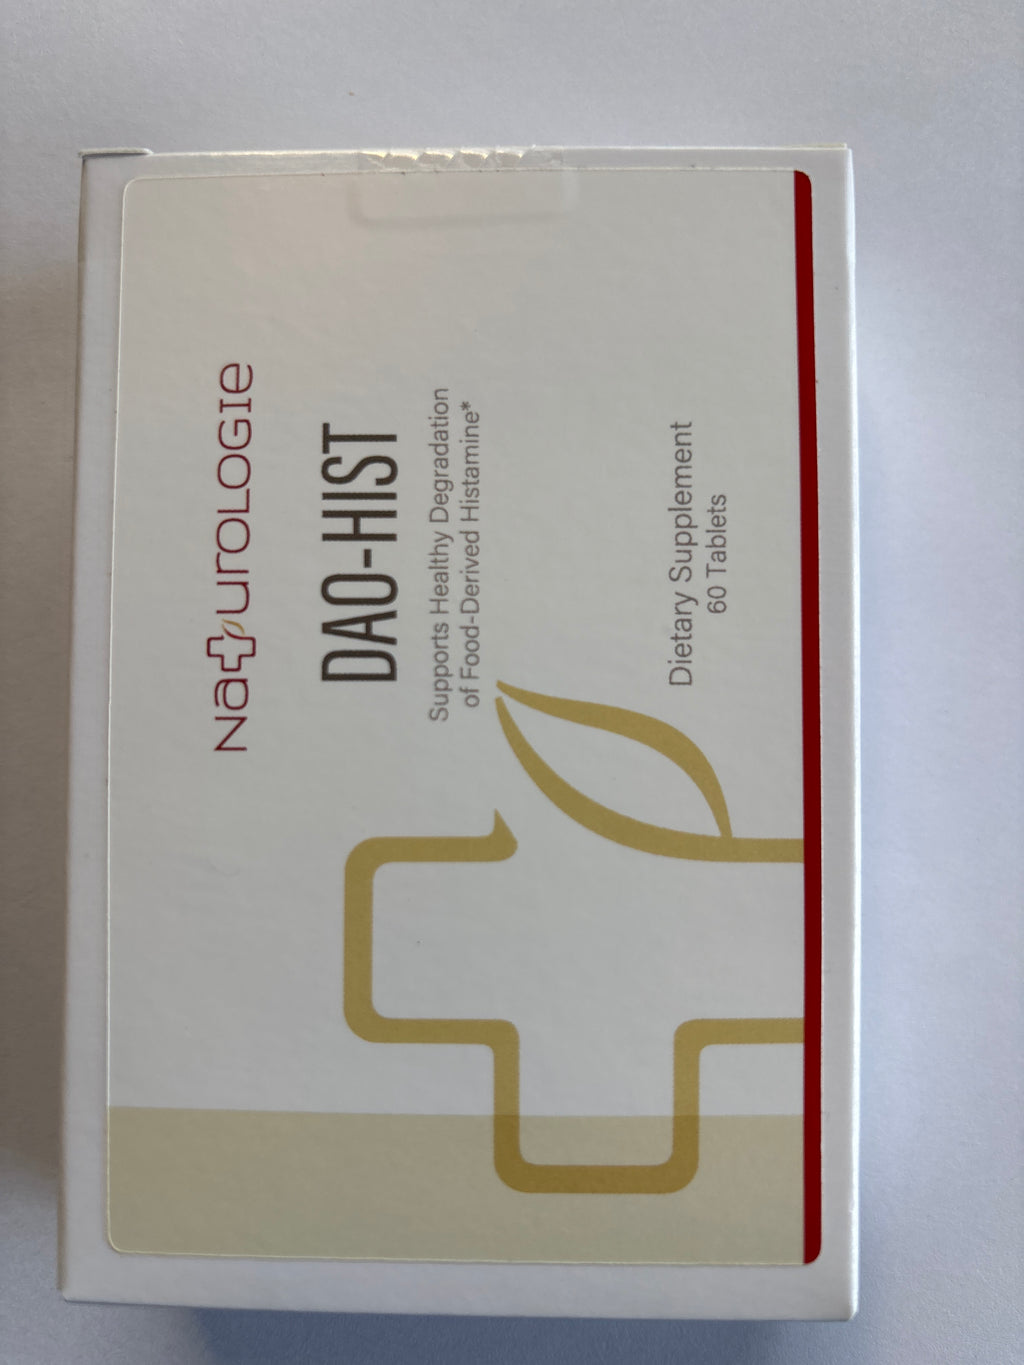 NaturOLOGIE
DAO-HIST
Supports Healthy Degradation
of Food-Derived Histamine*
Dietary Supplement
60 Tablets